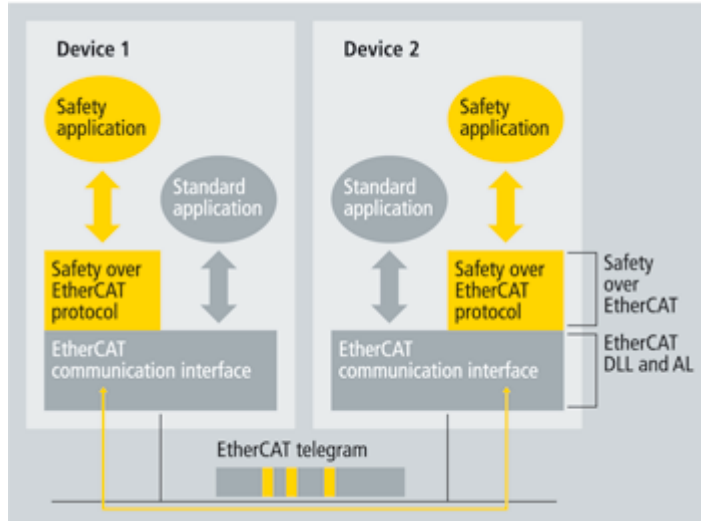 Device 1
Safety
application
Standard
application
Safety over
EtherCAT
protocol
EtherCAT
communication interface
Device 2
Safety
application
Standard
application
Safety over
EtherCAT
protocol
EtherCAT
communication interface
Safety
over
EtherCAT
EtherCAT
DLL and AL
EtherCAT telegram